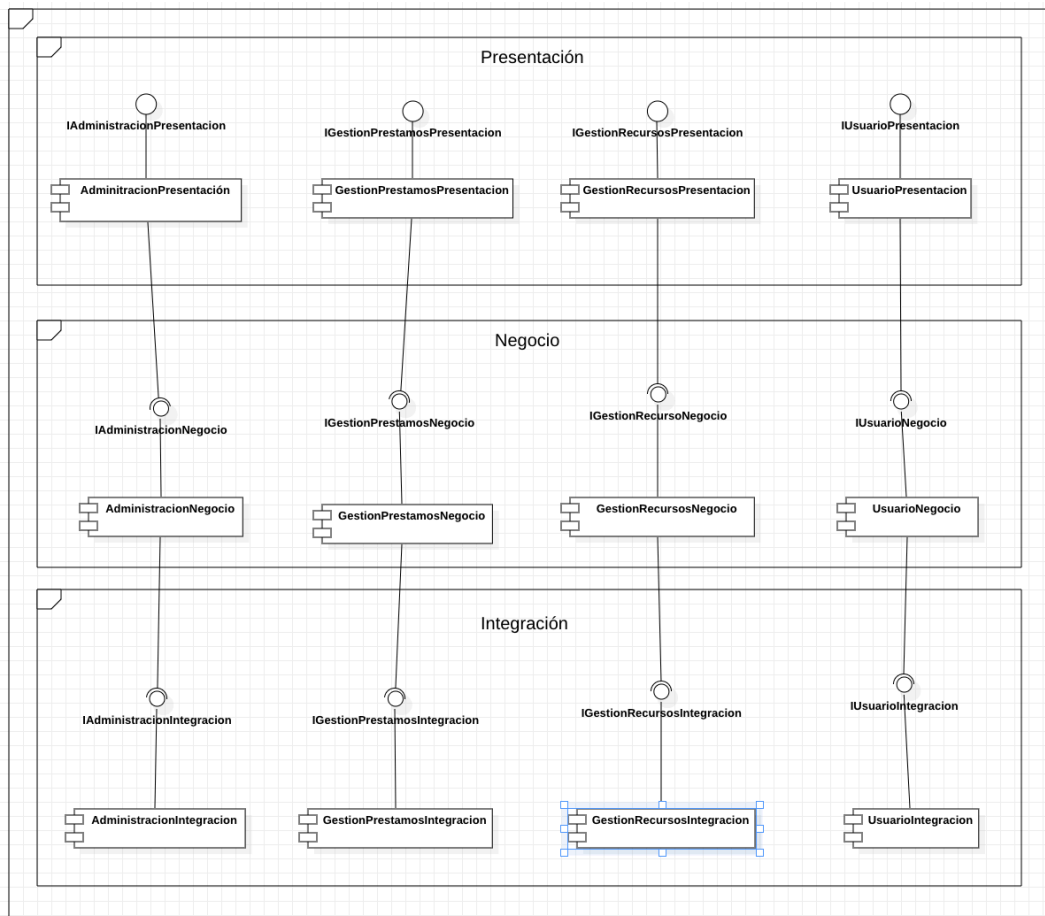 Presentación
IAdministracionPresentacion
IGestionPrestamosPresentacion
IGestionRecursosPresentacion
IUsuarioPresentacion
AdminitracionPresentación
GestionPrestamosPresentacion
GestionRecursosPresentacion
UsuarioPresentacion
Negocio
IAdministracionNegocio
IGestionPrestamosNegocio
IGestionRecursoNegocio
IUsuarioNegocio
AdministracionNegocio
GestionPrestamosNegocio
GestionRecursosNegocio
UsuarioNegocio
Integración
IAdministracionIntegracion
IGestionPrestamosIntegracion
IGestionRecursosIntegracion
IUsuarioIntegracion
AdministracionIntegracion
GestionPrestamosIntegracion
GestionRecursosIntegracion
UsuarioIntegracion